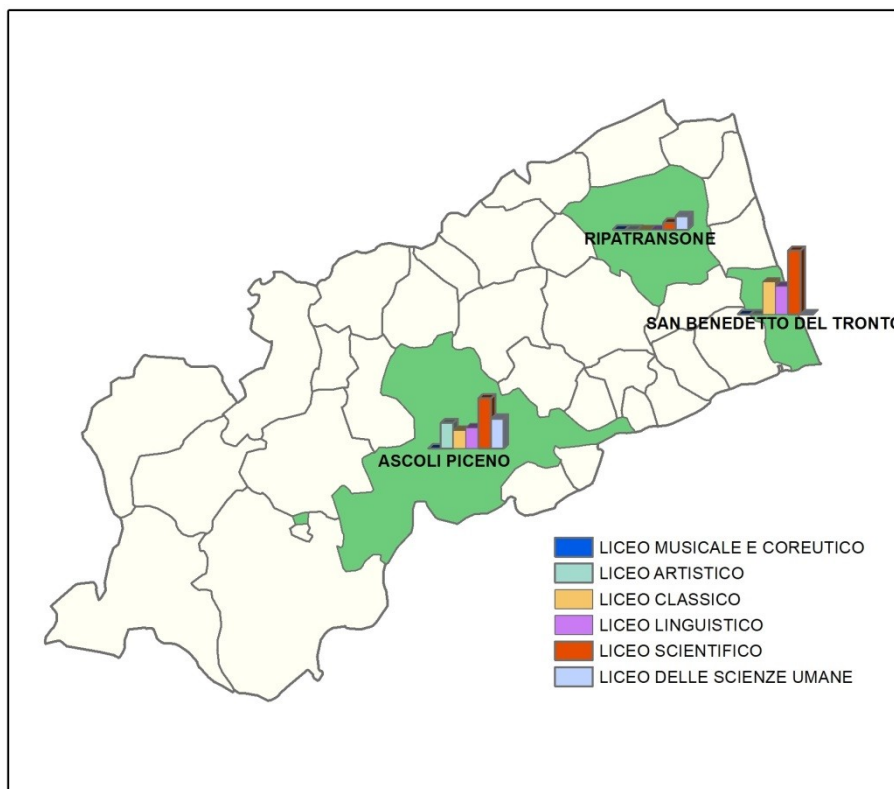 RIPATRANSONE
SAN BENEDETTO DEL TRONTO
ASCOLI PICENO
LICEO MUSICALE E COREUTICO
LICEO ARTISTICO
LICEO CLASSICO
LICEO LINGUISTICO
LICEO SCIENTIFICO
LICEO DELLE SCIENZE UMANE